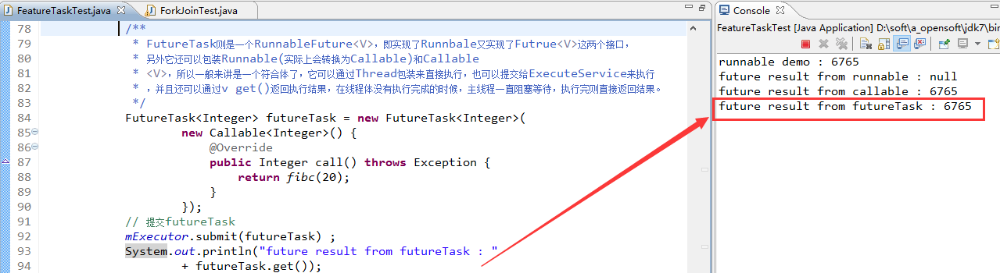 FeatureTaskTest.java
ForkJoinTest.java
78 /**
79 * FutureTask则是一个RunnableFuture<V>，即实现了Runnbale又实现了Futrue<V>这两个接口，
80 * 另外它还可以包装Runnable(实际上会转换为Callable)和Callable
81 * <V>，所以一般来讲是一个符合体了，它可以通过Thread包装来直接执行，也可以提交给ExecuteService来执行
82 * ，并且还可以通过v get()返回执行结果，在线程体没有执行完成的时候，主线程一直阻塞等待，执行完则直接返回结果。
83 */
84 FutureTask<Integer> futureTask = new FutureTask<Integer>(
85 new Callable<Integer>() {
86 @Override
87 public Integer call() throws Exception {
88 return fibc(20);
89 }
90 });
91 // 提交futureTask
92 mExecutor.submit(futureTask) ;
93 System.out.println("future result from futureTask : "
94 + futureTask.get());
Console
FeatureTaskTest [Java Application] D:\soft\a_opensoft\jdk7\bin
runnable demo : 6765
future result from runnable : null
future result from callable : 6765
future result from futureTask : 6765